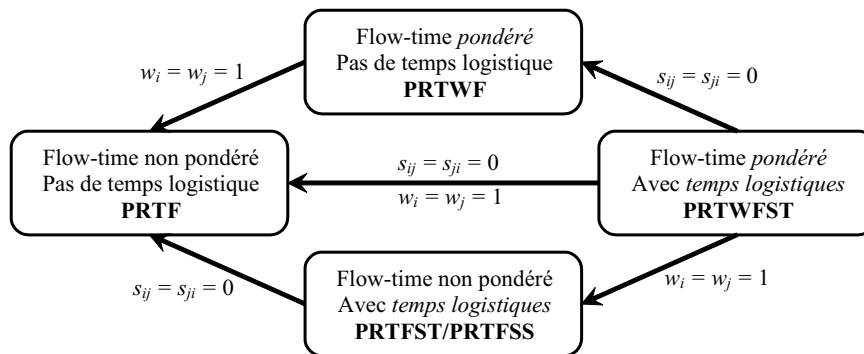 Flow-time pondéré
Pas de temps logistique
PRTWF
w_i = w_j = 1
s_ij = s_ji = 0
Flow-time non pondéré
Pas de temps logistique
PRTF
s_ij = s_ji = 0
w_i = w_j = 1
Flow-time pondéré
Avec temps logistiques
PRTWFST
s_ij = s_ji = 0
Flow-time non pondéré
Avec temps logistiques
PRTFST/PRTFSS
w_i = w_j = 1